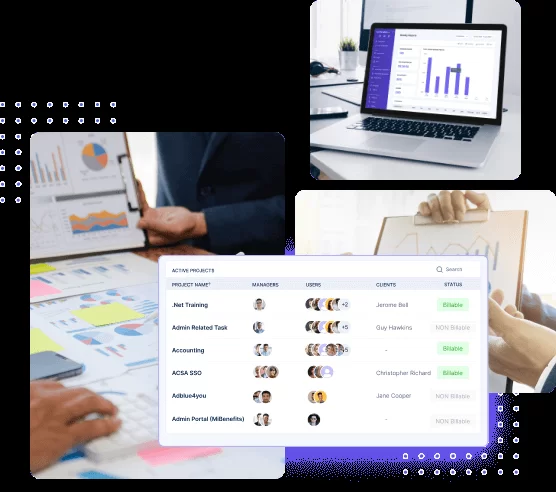 ACTIVE PROJECTS
Search
PROJECT NAME MANAGERS USERS CLIENTS STATUS
.Net Training +2 Jerome Bell Billable
Admin Related Task +5 Guy Hawkins NON Billable
Accounting +5 - Billable
ACSA SSO Christopher Richard Billable
Adblue4you Jane Cooper NON Billable
Admin Portal (MiBenefits) - NON Billable